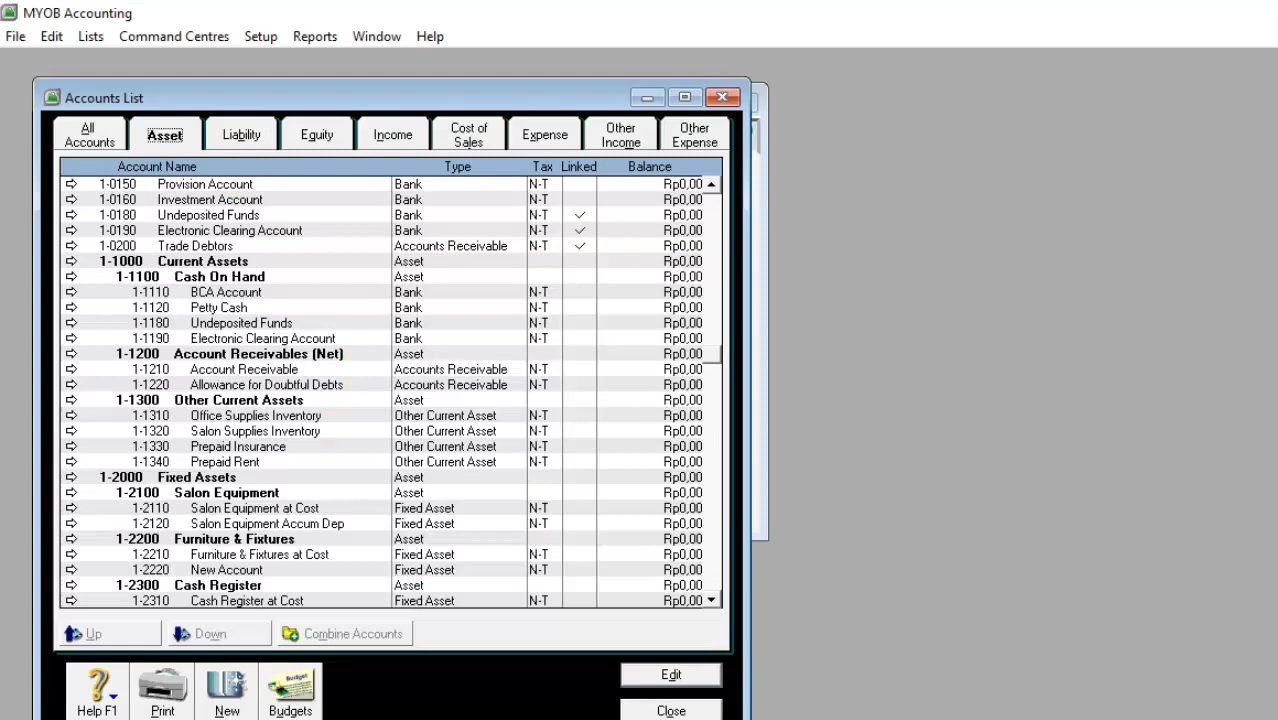 MYOB Accounting
File Edit Lists Command Centres Setup Reports Window Help
Accounts List
All Accounts Asset Liability Equity Income Cost of Sales Expense Other Income Other Expense
Account Name Type Tax Linked Balance
1-0150 Provision Account Bank N-T Rp0,00
1-0160 Investment Account Bank N-T Rp0,00
1-0180 Undeposited Funds Bank N-T Rp0,00
1-0190 Electronic Clearing Account Bank N-T Rp0,00
1-0200 Trade Debtors Accounts Receivable N-T Rp0,00
1-1000 Current Assets Asset Rp0,00
1-1100 Cash On Hand Asset Rp0,00
1-1110 BCA Account Bank N-T Rp0,00
1-1120 Petty Cash Bank N-T Rp0,00
1-1180 Undeposited Funds Bank N-T Rp0,00
1-1190 Electronic Clearing Account Bank N-T Rp0,00
1-1200 Account Receivables (Net) Asset Rp0,00
1-1210 Account Receivable Accounts Receivable N-T Rp0,00
1-1220 Allowance for Doubtful Debts Accounts Receivable N-T Rp0,00
1-1300 Other Current Assets Asset Rp0,00
1-1310 Office Supplies Inventory Other Current Asset N-T Rp0,00
1-1320 Salon Supplies Inventory Other Current Asset N-T Rp0,00
1-1330 Prepaid Insurance Other Current Asset N-T Rp0,00
1-1340 Prepaid Rent Other Current Asset N-T Rp0,00
1-2000 Fixed Assets Asset Rp0,00
1-2100 Salon Equipment Asset Rp0,00
1-2110 Salon Equipment at Cost Fixed Asset N-T Rp0,00
1-2120 Salon Equipment Accum Dep Fixed Asset N-T Rp0,00
1-2200 Furniture & Fixtures Asset Rp0,00
1-2210 Furniture & Fixtures at Cost Fixed Asset N-T Rp0,00
1-2220 New Account Fixed Asset N-T Rp0,00
1-2300 Cash Register Asset Rp0,00
1-2310 Cash Register at Cost Fixed Asset N-T Rp0,00
Up Down Combine Accounts
Budget
Edit
Help F1 Print New Budgets Close